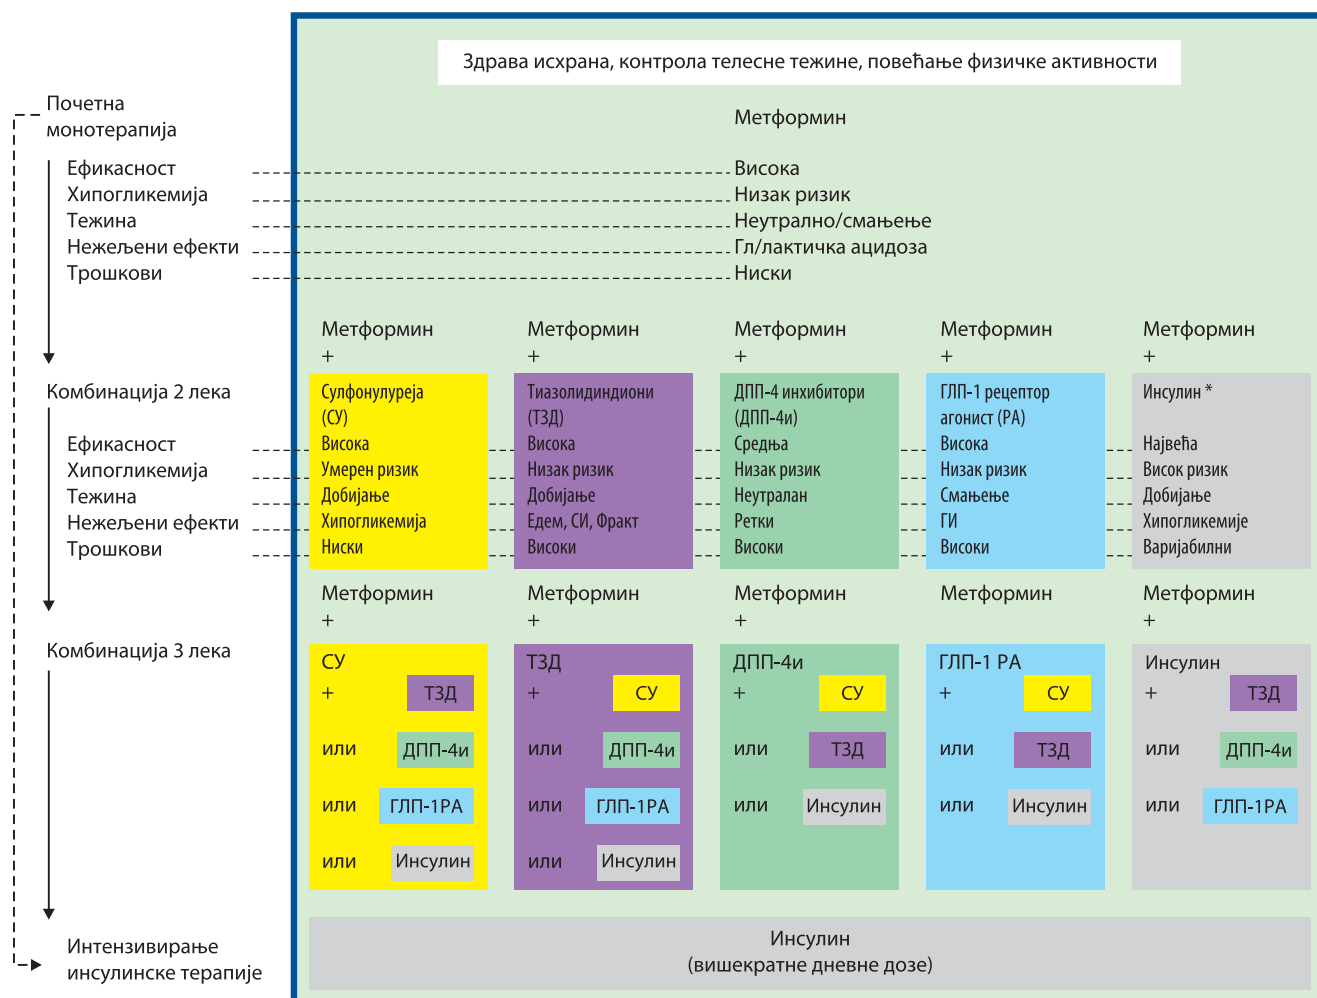 Здрава исхрана, контрола телесне тежине, повећање физичке активности
Почетна
монотерапија
Метформин
Ефикасност Висока
Хипогликемија Низак ризик
Тежина Неутрално/смањење
Нежељени ефекти Гл/лактичка ацидоза
Трошкови Ниски
Метформин Метформин Метформин Метформин Метформин
+ + + + +
Комбинација 2 лека Сулфонулуреја Тиазолидиндиони ДПП-4 инхибитори ГЛП-1 рецептор Инсулин *
(СУ) (ТЗД) (ДПП-4и) агонист (РА)
Ефикасност Висока Висока Средња Висока Највећа
Хипогликемија Умерен ризик Низак ризик Низак ризик Низак ризик Висок ризик
Тежина Добијање Добијање Неутралан Смањење Добијање
Нежељени ефекти Хипогликемија Едем, СИ, Фракт Ретки ГИ Хипогликемије
Трошкови Ниски Високи Високи Високи Варијабилни
Метформин Метформин Метформин Метформин Метформин
+ + + + +
Комбинација 3 лека СУ ТЗД ДПП-4и ГЛП-1 РА Инсулин
+ ТЗД + СУ + СУ + СУ + ТЗД
или ДПП-4и или ДПП-4и или ТЗД или ТЗД или ДПП-4и
или ГЛП-1РА или ГЛП-1РА или Инсулин или Инсулин или ГЛП-1РА
или Инсулин или Инсулин
Интензивирање
инсулинске терапије
Инсулин
(вишекратне дневне дозе)